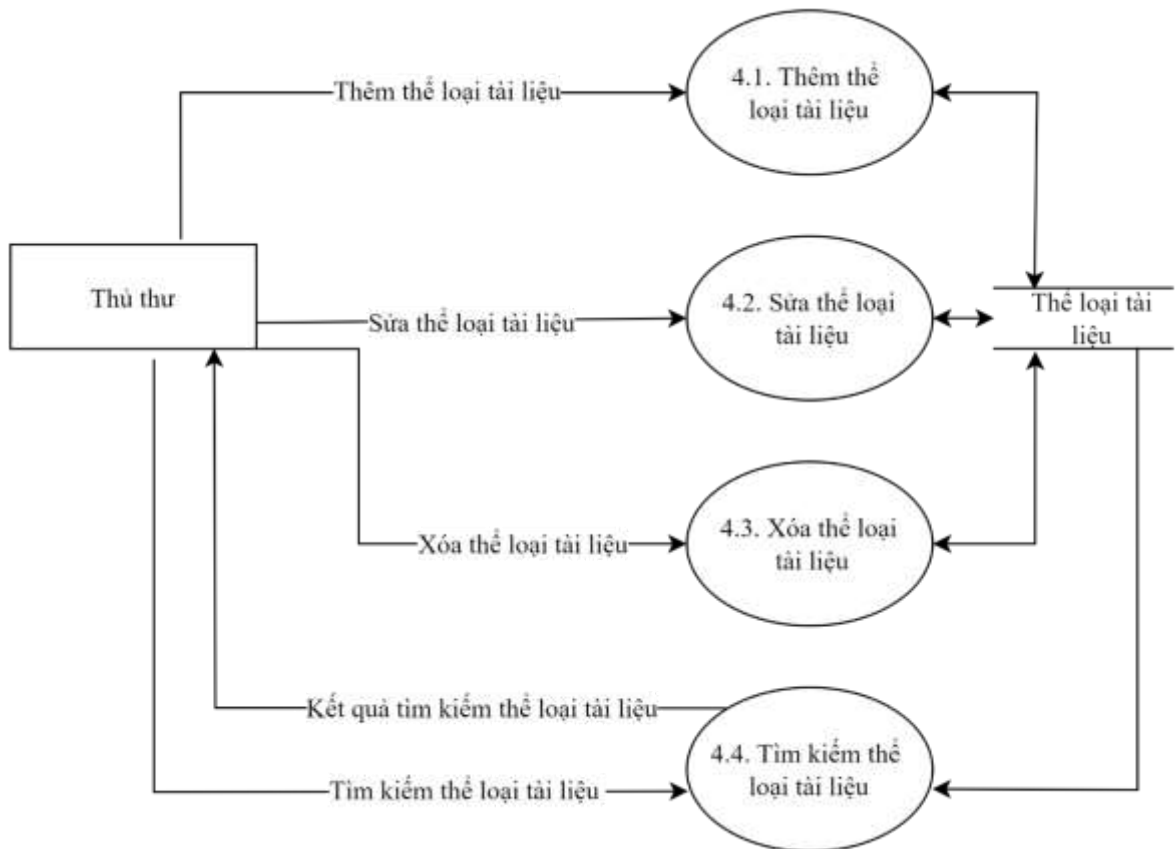 Thêm thể loại tài liệu
4.1. Thêm thể
loại tài liệu
Thủ thư
Sửa thể loại tài liệu
4.2. Sửa thể loại
tài liệu
Thể loại tài
liệu
Xóa thể loại tài liệu
4.3. Xóa thể loại
tài liệu
Kết quả tìm kiếm thể loại tài liệu
4.4. Tìm kiếm thể
loại tài liệu
Tìm kiếm thể loại tài liệu